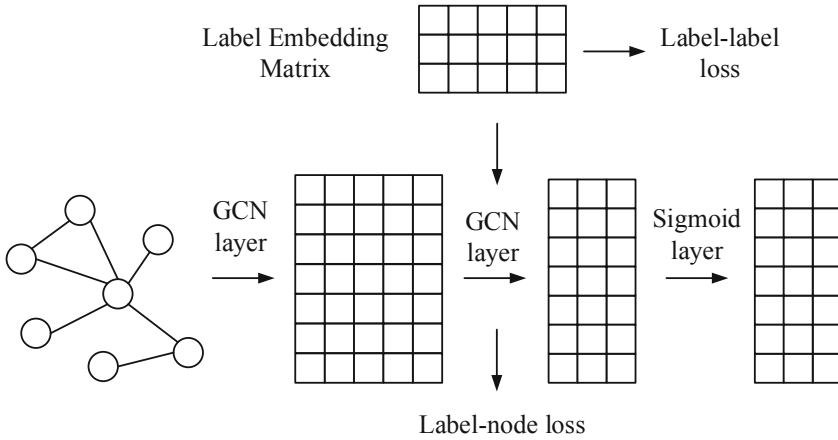 Label Embedding
Matrix
Label-label
loss
GCN
layer
GCN
layer
Sigmoid
layer
Label-node loss